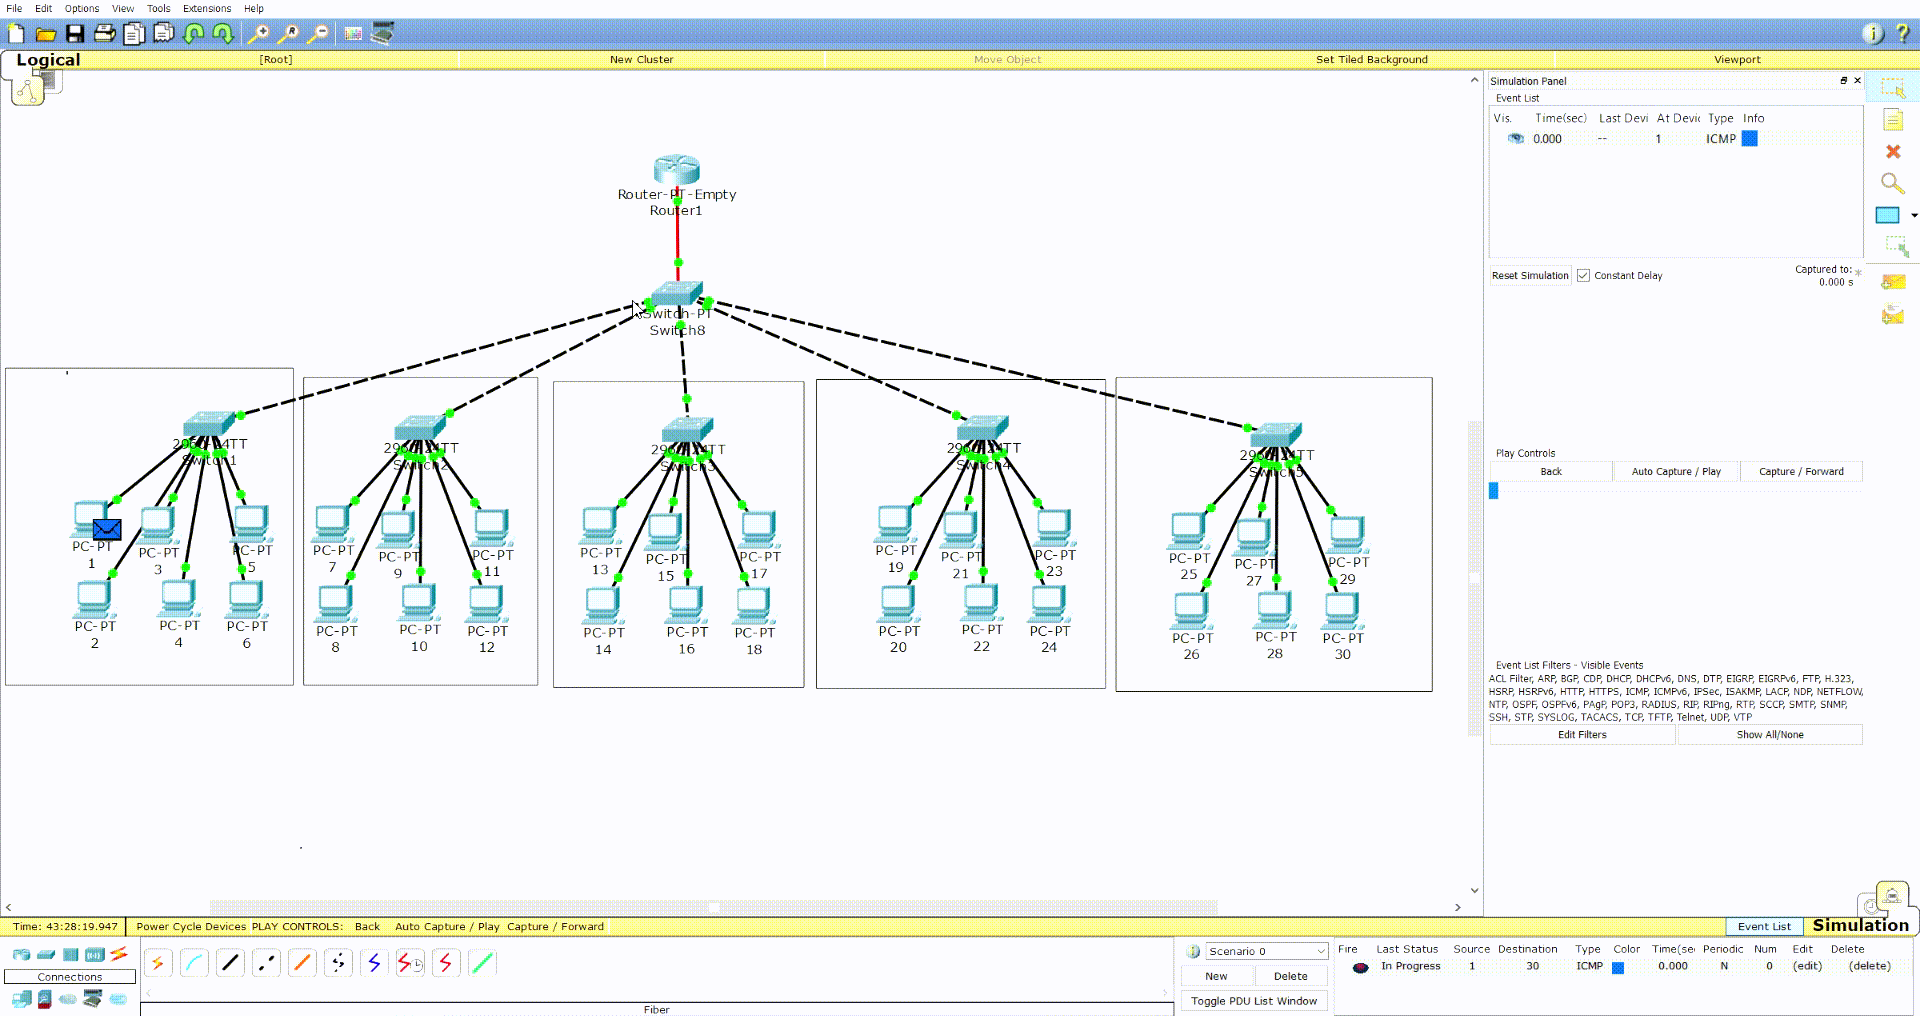 File Edit Options View Tools Extensions Help
Logical [Root] New Cluster Move Object Set Tiled Background Viewport
Router-PT-Empty
Router1
Switch-PT
Switch8
2960-24TT
Switch1
2960-24TT
Switch2
2960-24TT
Switch3
2960-24TT
Switch4
2960-24TT
Switch5
PC-PT
1
PC-PT
3
PC-PT
5
PC-PT
2
PC-PT
4
PC-PT
6
PC-PT
7
PC-PT
9
PC-PT
11
PC-PT
8
PC-PT
10
PC-PT
12
PC-PT
13
PC-PT
15
PC-PT
17
PC-PT
14
PC-PT
16
PC-PT
18
PC-PT
19
PC-PT
21
PC-PT
23
PC-PT
20
PC-PT
22
PC-PT
24
PC-PT
25
PC-PT
27
PC-PT
29
PC-PT
26
PC-PT
28
PC-PT
30
Simulation Panel
Event List
Vis. Time(sec) Last Devi At Devic Type Info
0.000 -- 1 ICMP
Reset Simulation Constant Delay Captured to: *
0.000 s
Play Controls
Back Auto Capture / Play Capture / Forward
Event List Filters - Visible Events
ACL Filter, ARP, BGP, CDP, DHCP, DHCPv6, DNS, DTP, EIGRP, EIGRPv6, FTP, H.323,
HSRP, HSRPv6, HTTP, HTTPS, ICMP, ICMPv6, IPSec, ISAKMP, LACP, NDP, NETFLOW,
NTP, OSPF, OSPFv6, PAgP, POP3, RADIUS, RIP, RIPng, RTP, SCCP, SMTP, SNMP,
SSH, STP, SYSLOG, TACACS, TCP, TFTP, Telnet, UDP, VTP
Edit Filters Show All/None
Time: 43:28:19.947 Power Cycle Devices PLAY CONTROLS: Back Auto Capture / Play Capture / Forward Event List Simulation
Connections
Fiber
Scenario 0
New Delete
Toggle PDU List Window
Fire Last Status Source Destination Type Color Time(se Periodic Num Edit Delete
In Progress 1 30 ICMP 0.000 N 0 (edit) (delete)